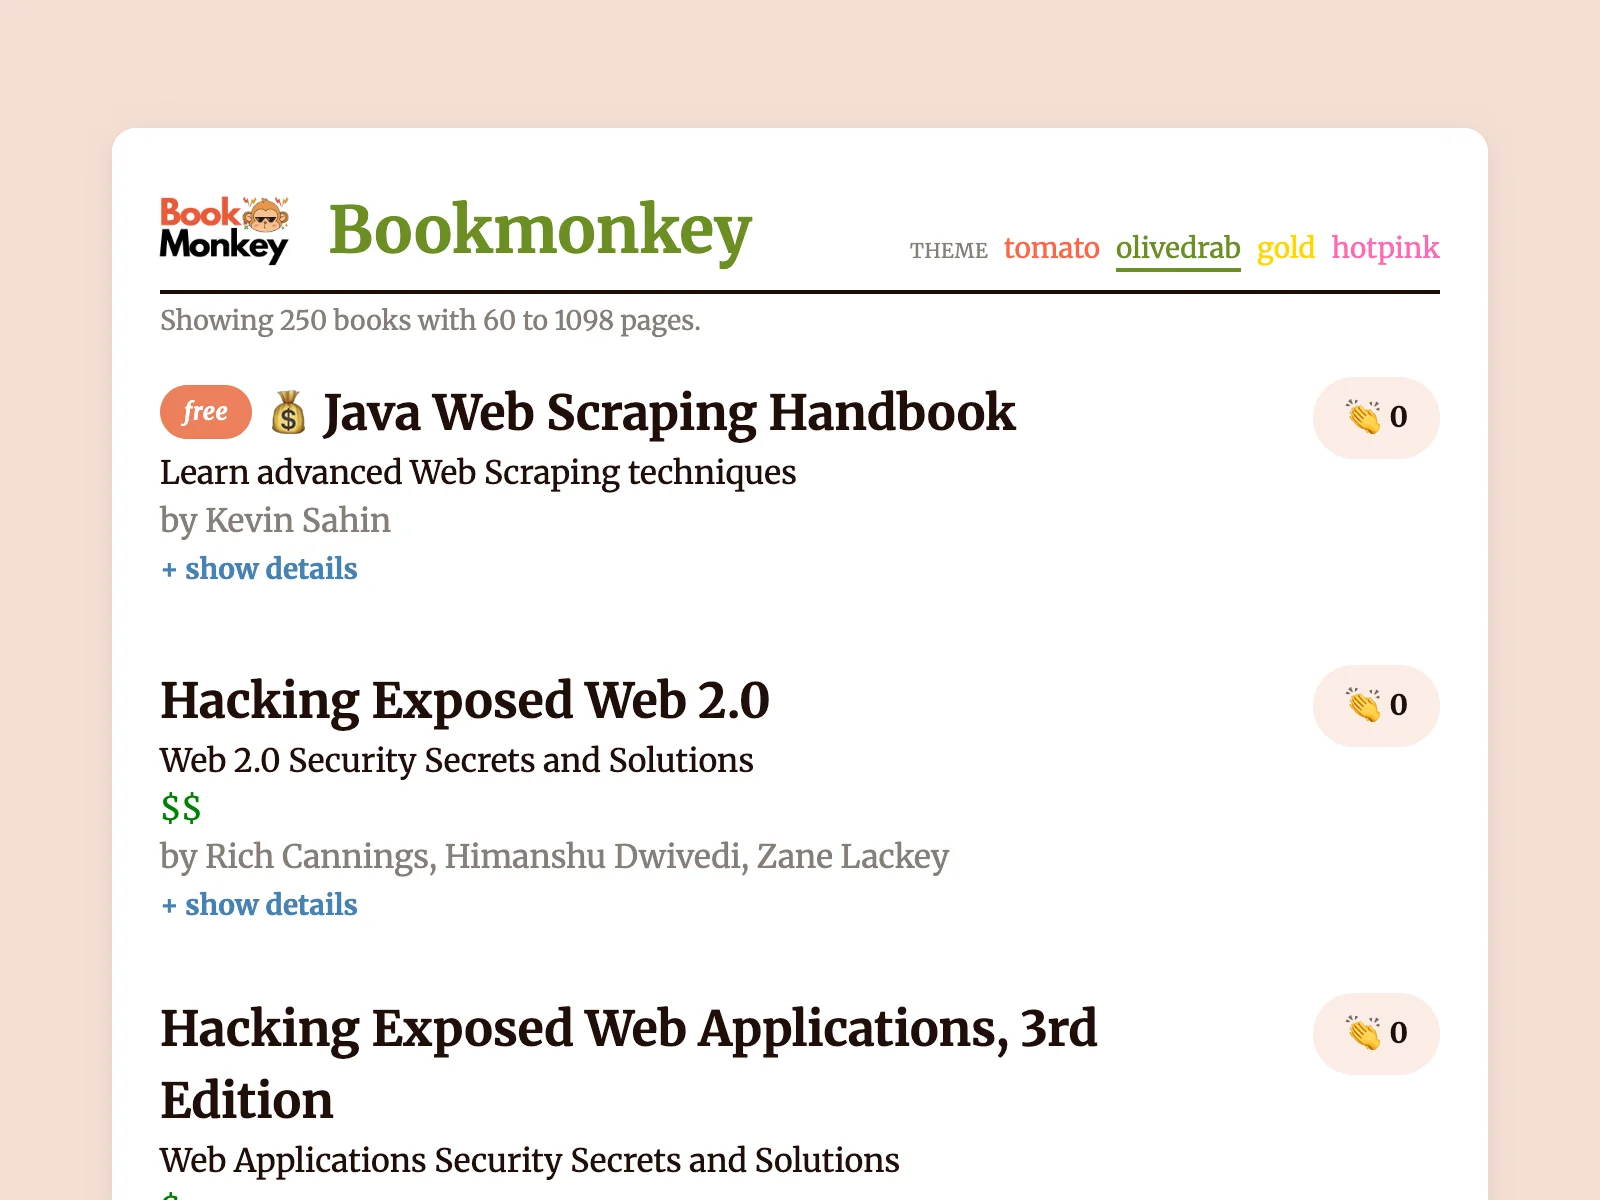 Book
Monkey
Bookmonkey
THEME tomato olivedrab gold hotpink
Showing 250 books with 60 to 1098 pages.
free 💰 Java Web Scraping Handbook
👏 0
Learn advanced Web Scraping techniques
by Kevin Sahin
+ show details
Hacking Exposed Web 2.0
👏 0
Web 2.0 Security Secrets and Solutions
$$
by Rich Cannings, Himanshu Dwivedi, Zane Lackey
+ show details
Hacking Exposed Web Applications, 3rd
Edition
👏 0
Web Applications Security Secrets and Solutions